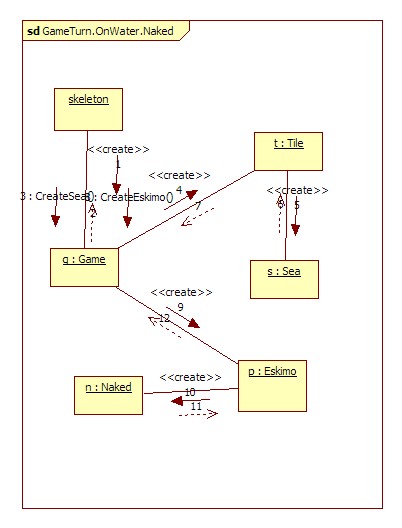 sd GameTurn.OnWater.Naked
skeleton
<<create>>
1
t : Tile
<<create>>
4
<<create>>
3 : CreateSea()
: CreateEskimo()
2
7
6
5
g : Game
s : Sea
<<create>>
9
12
<<create>>
p : Eskimo
n : Naked
10
11